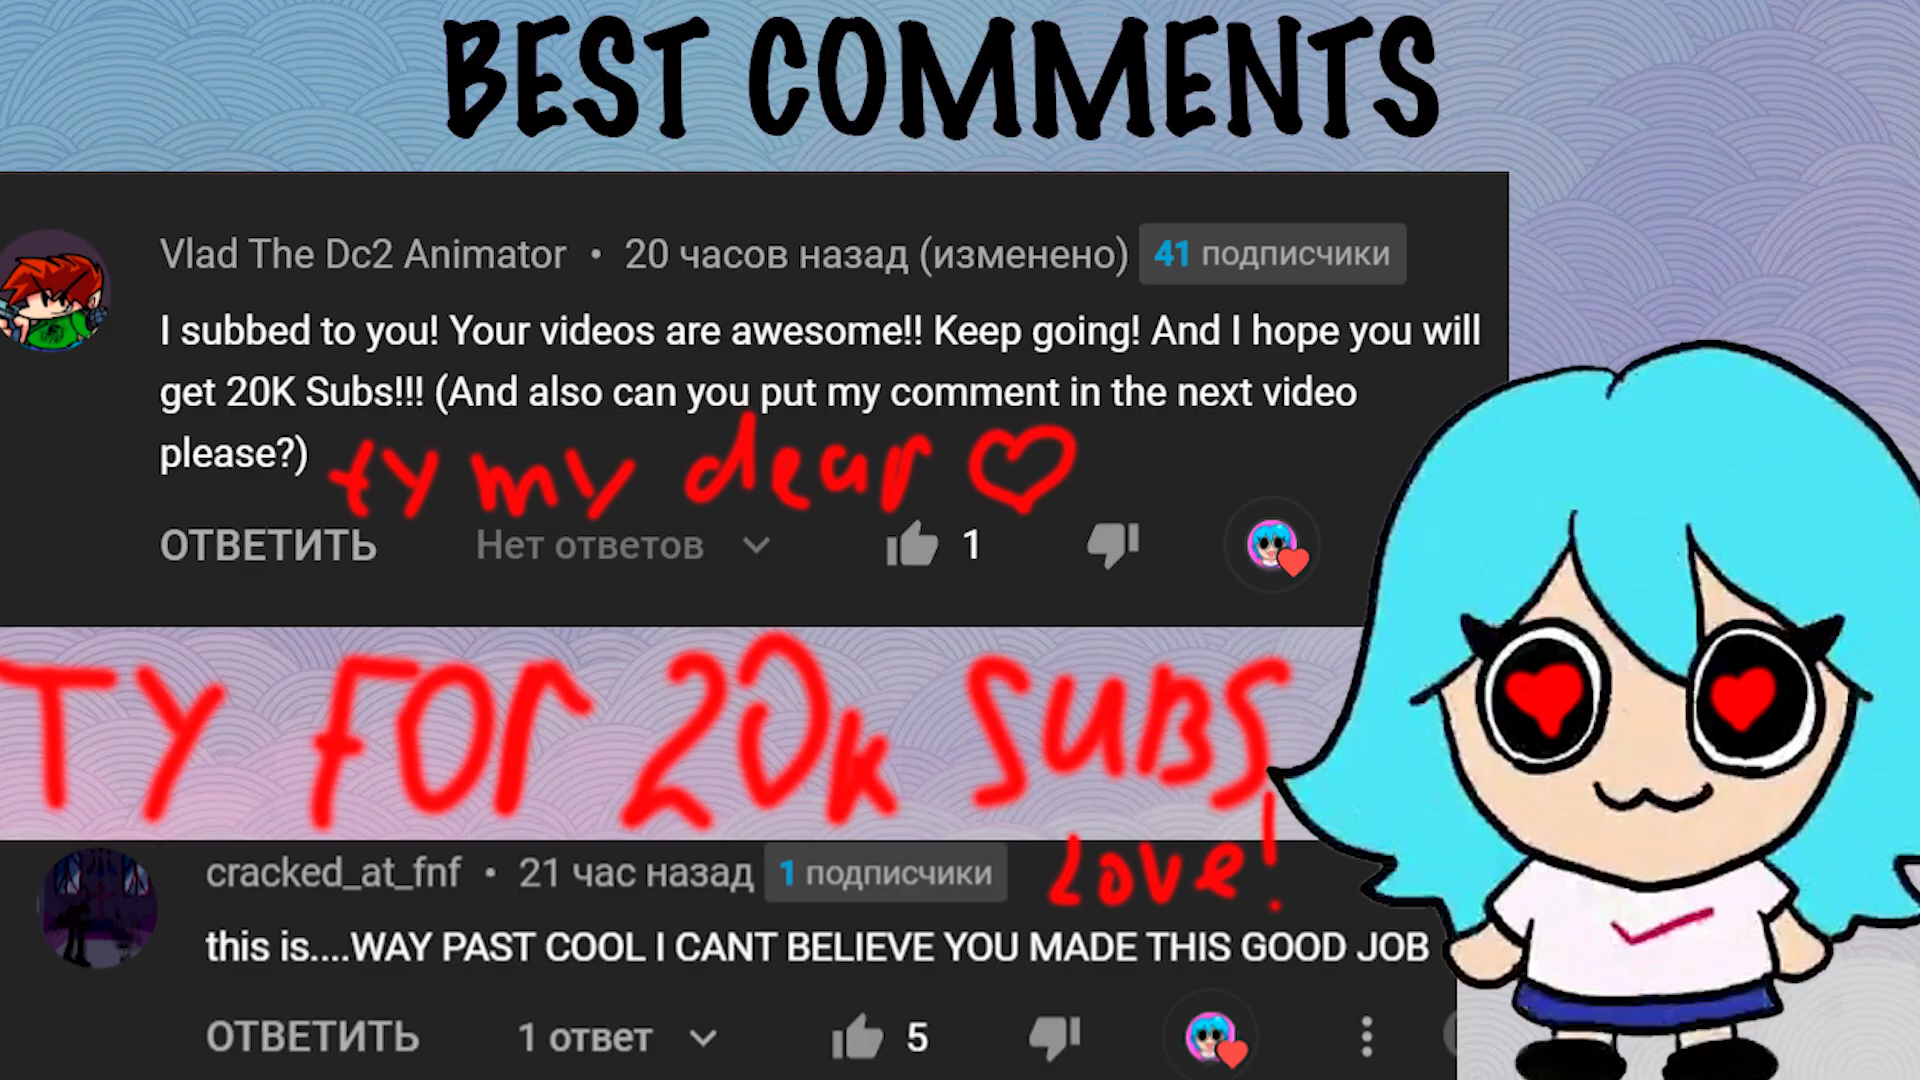 BEST COMMENTS
Vlad The Dc2 Animator • 20 часов назад (изменено) 41 подписчики
I subbed to you! Your videos are awesome!! Keep going! And I hope you will
get 20K Subs!!! (And also can you put my comment in the next video
please?)
ty my dear
ОТВЕТИТЬ Нет ответов 1
TY FOr 20k SUBS
Love!
cracked_at_fnf • 21 час назад 1 подписчики
this is....WAY PAST COOL I CANT BELIEVE YOU MADE THIS GOOD JOB
ОТВЕТИТЬ 1 ответ 5